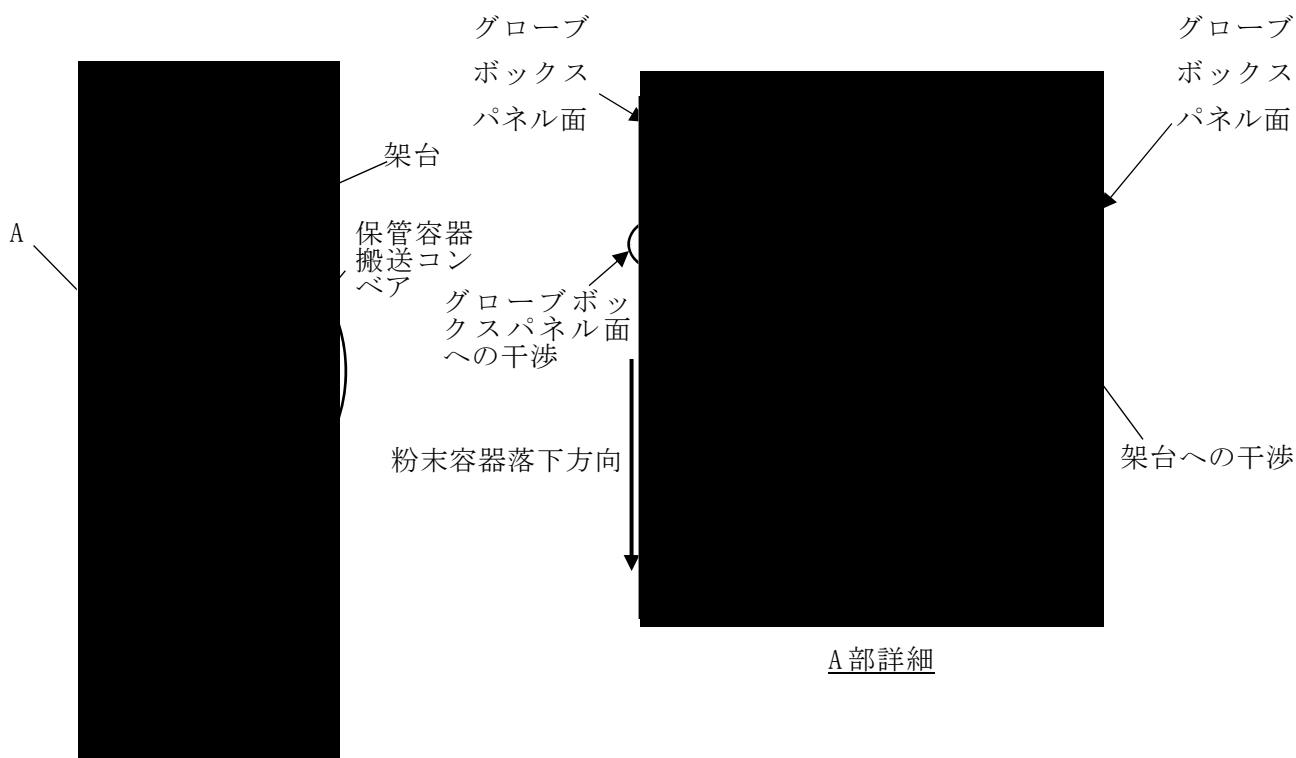 グローブ
ボックス
パネル面
グローブ
ボックス
パネル面
架台
A
保管容器
搬送コン
ベア
グローブボッ
クスパネル面
への干渉
粉末容器落下方向
架台への干渉
A部詳細